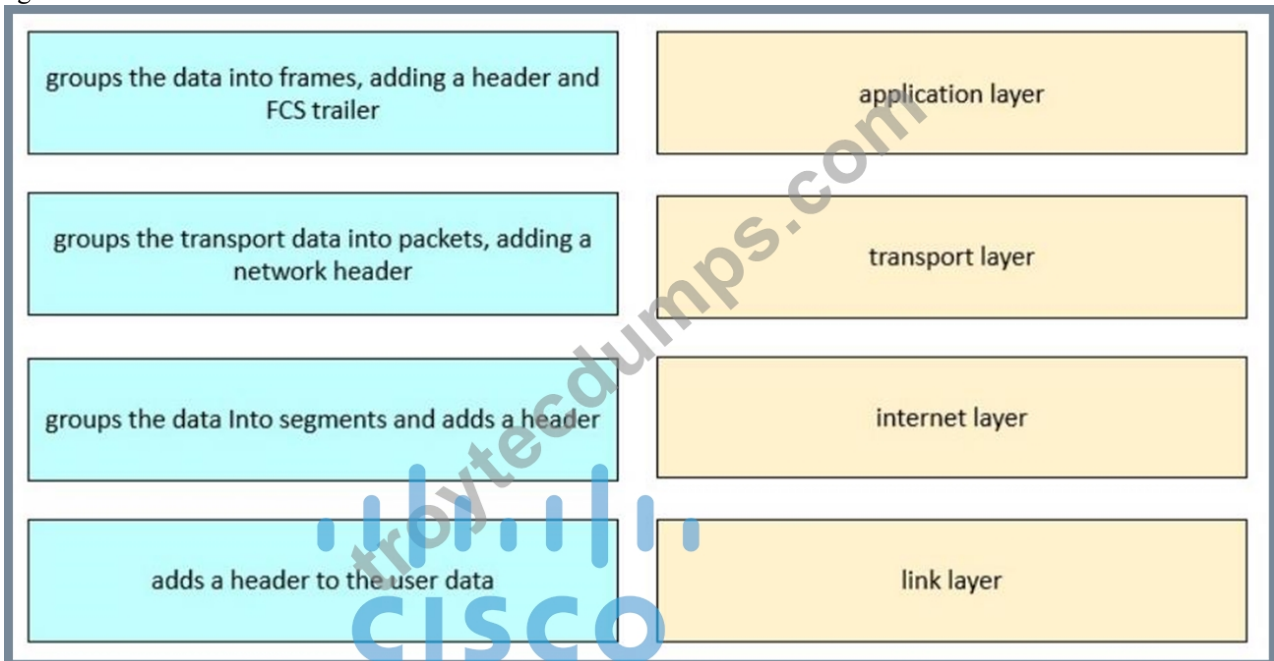 groups the data into frames, adding a header and
FCS trailer
application layer
groups the transport data into packets, adding a
network header
transport layer
groups the data Into segments and adds a header
internet layer
adds a header to the user data
link layer
troytecdumps.com
CISCO